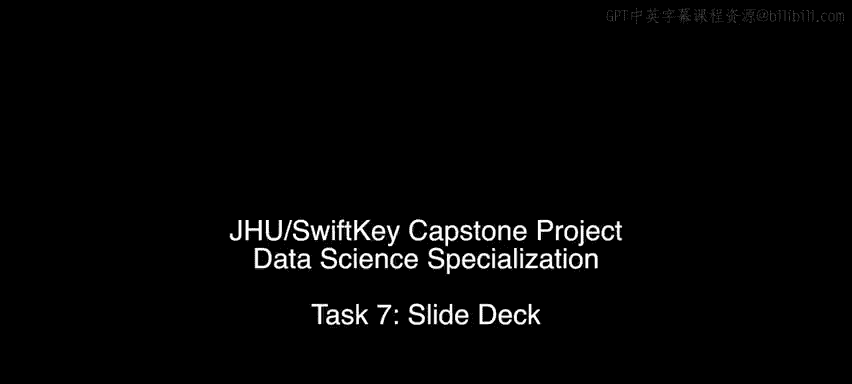 GPT中英字幕课程资源@bilibili.com
JHU/SwiftKey Capstone Project
Data Science Specialization
Task 7: Slide Deck